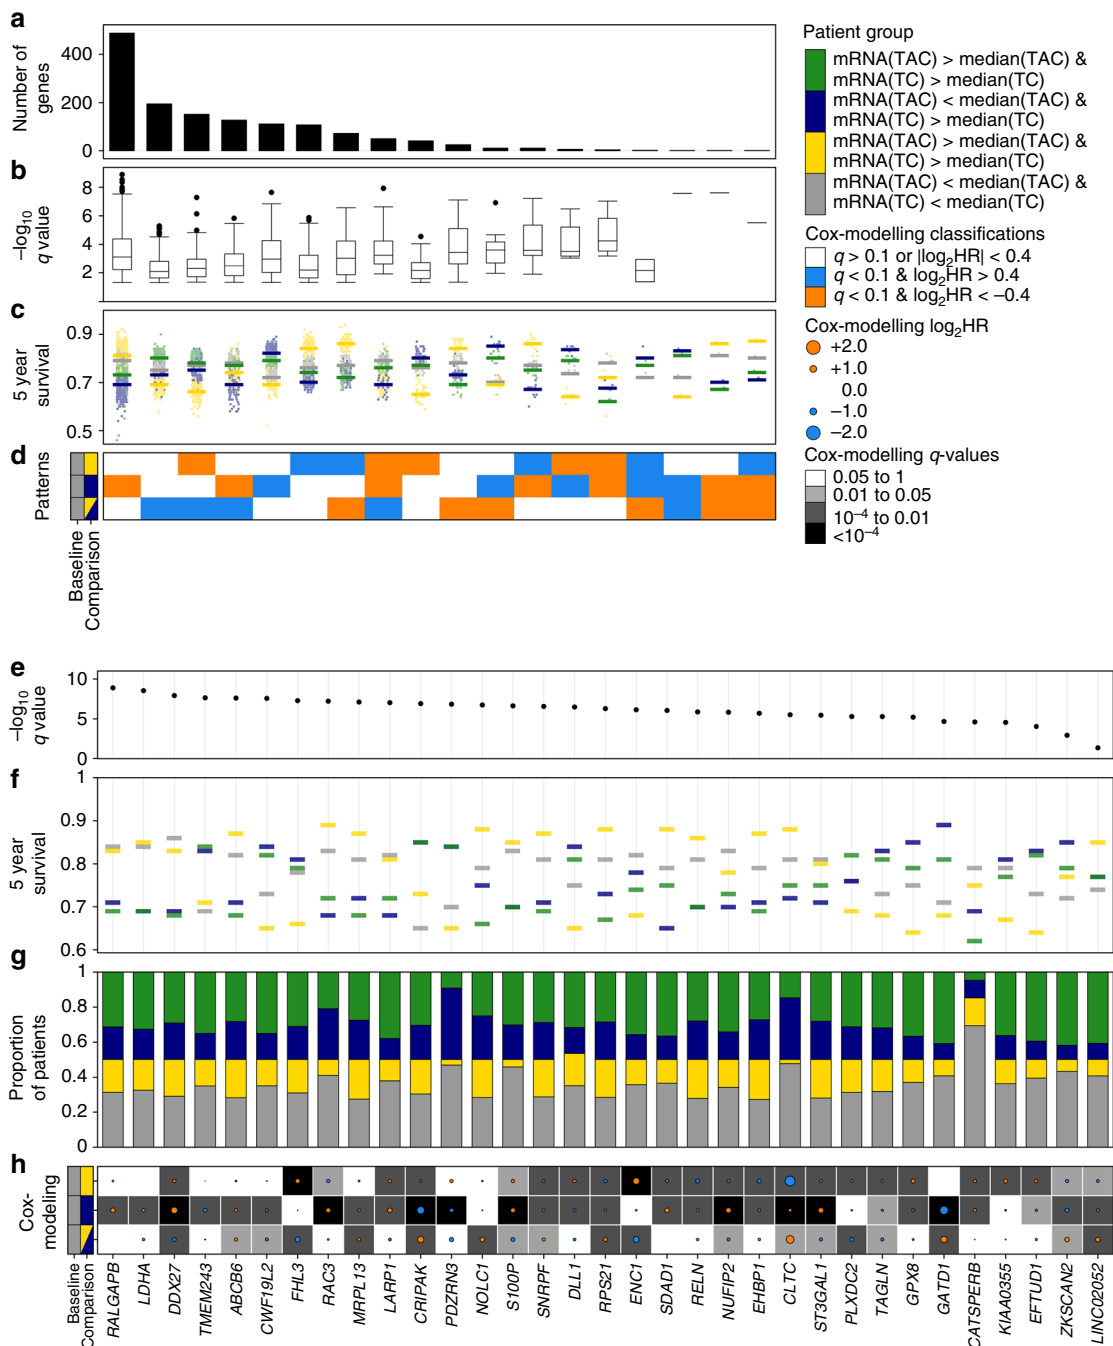 a
Number of
genes
400
200
0
b
–log10
q value
8
6
4
2
c
5 year
survival
0.9
0.7
0.5
d
Patterns
Baseline
Comparison
Patient group
mRNA(TAC) > median(TAC) &
mRNA(TC) > median(TC)
mRNA(TAC) < median(TAC) &
mRNA(TC) > median(TC)
mRNA(TAC) > median(TAC) &
mRNA(TC) > median(TC)
mRNA(TAC) < median(TAC) &
mRNA(TC) < median(TC)
Cox-modelling classifications
q > 0.1 or |log2HR| < 0.4
q < 0.1 & log2HR > 0.4
q < 0.1 & log2HR < –0.4
Cox-modelling log2HR
+2.0
+1.0
0.0
–1.0
–2.0
Cox-modelling q-values
0.05 to 1
0.01 to 0.05
10–4 to 0.01
<10–4
e
–log10
q value
10
5
0
f
5 year
survival
1
0.9
0.8
0.7
0.6
g
Proportion
of patients
1
0.8
0.6
0.4
0.2
0
h
Cox-
modeling
Baseline
Comparison
RALGAPB
LDHA
DDX27
TMEM243
ABCB6
CWF19L2
FHL3
RAC3
MRPL13
LARP1
CRIPAK
PDZRN3
NOLC1
S100P
SNRPF
DLL1
RPS21
ENC1
SDAD1
RELN
NUFIP2
EHBP1
CLTC
ST3GAL1
PLXDC2
TAGLN
GPX8
GATD1
CATSPERB
KIAA0355
EFTUD1
ZKSCAN2
LINC02052